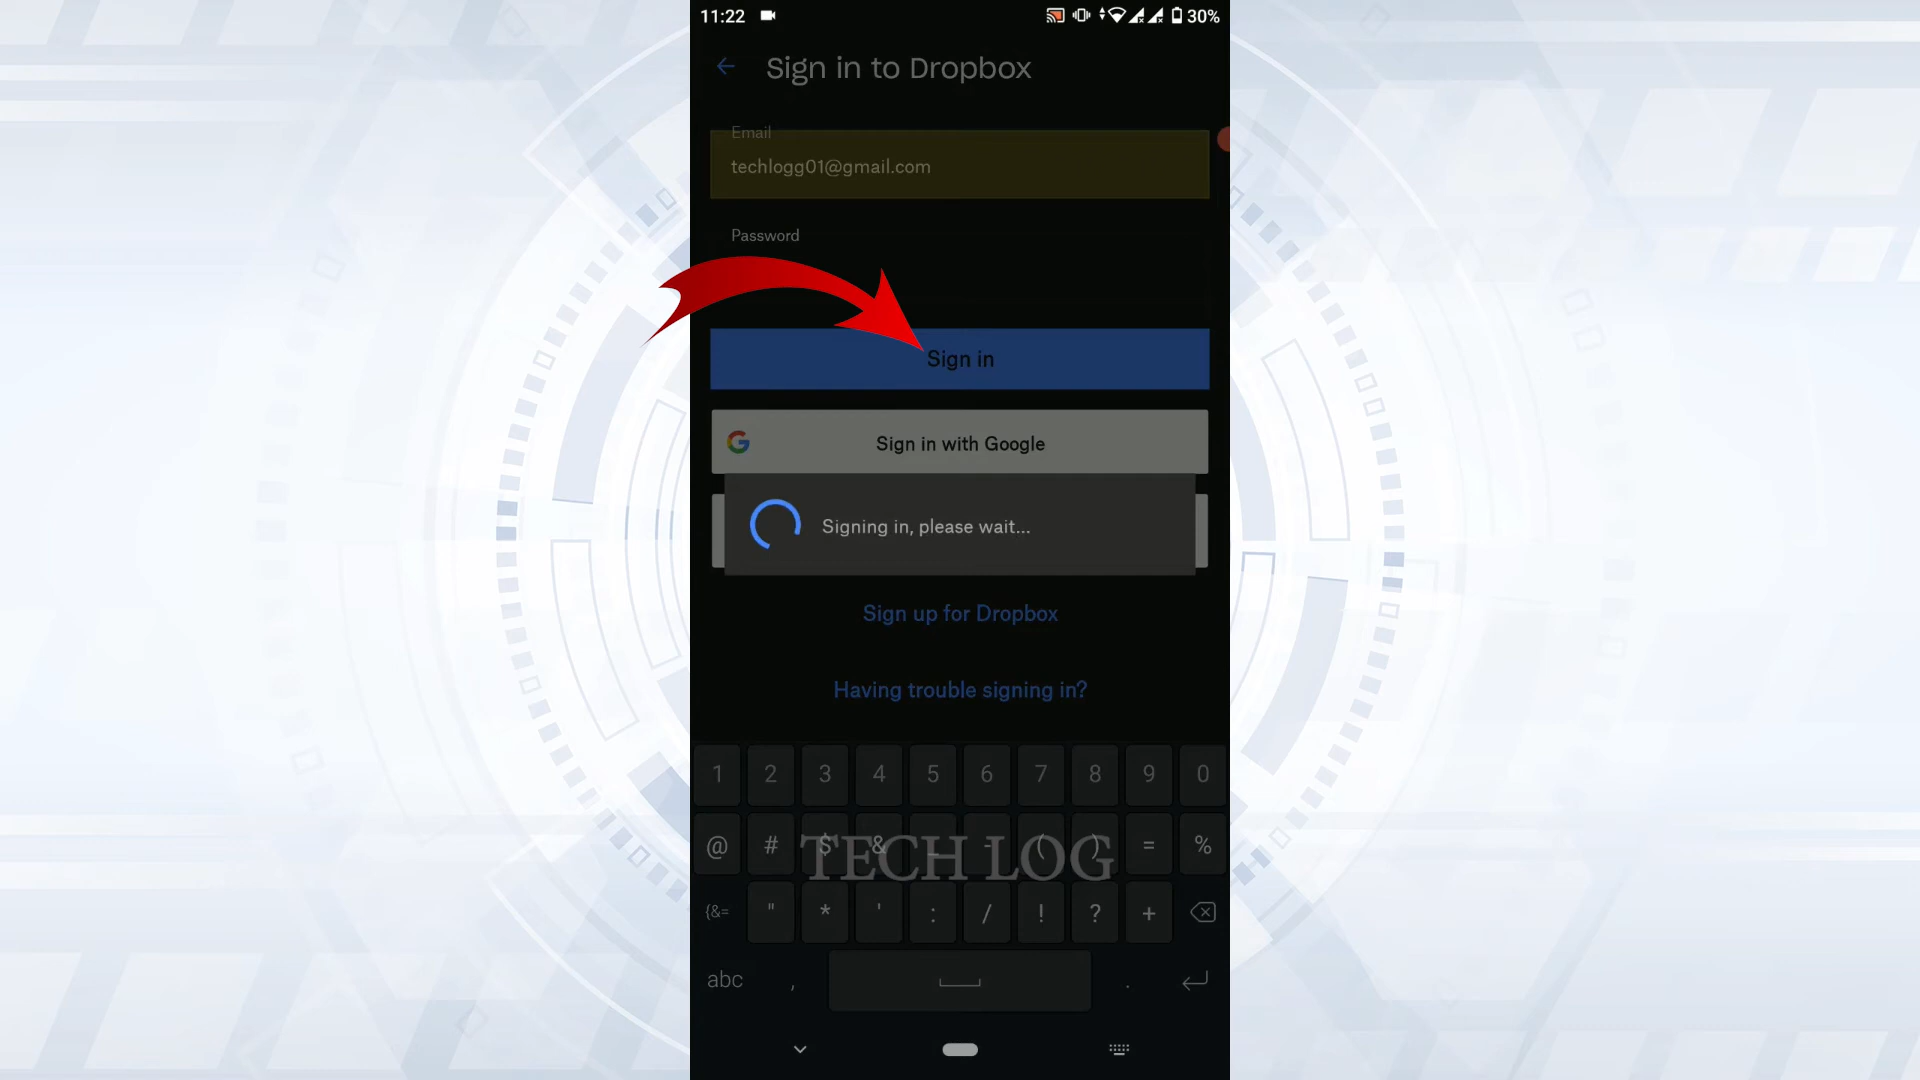 11:22 30%
Sign in to Dropbox
Email
techlogg01@gmail.com
Password
Sign in
G Sign in with Google
Signing in, please wait...
Sign up for Dropbox
Having trouble signing in?
1 2 3 4 5 6 7 8 9 0
@ # $ & _ - ( ) = %
TECH LOG
{&= " * ' : / ! ? +
abc , .